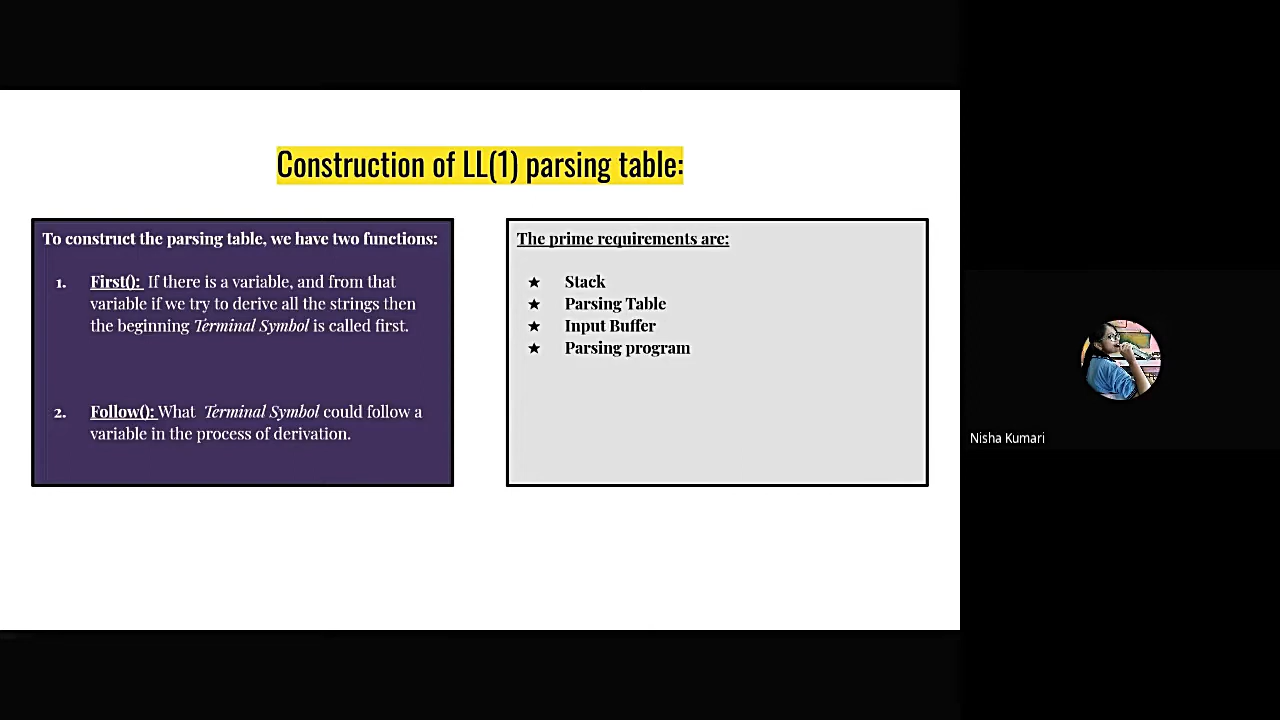 Construction of LL(1) parsing table:
To construct the parsing table, we have two functions:
1. First(): If there is a variable, and from that
variable if we try to derive all the strings then
the beginning Terminal Symbol is called first.
2. Follow(): What Terminal Symbol could follow a
variable in the process of derivation.
The prime requirements are:
★ Stack
★ Parsing Table
★ Input Buffer
★ Parsing program
Nisha Kumari